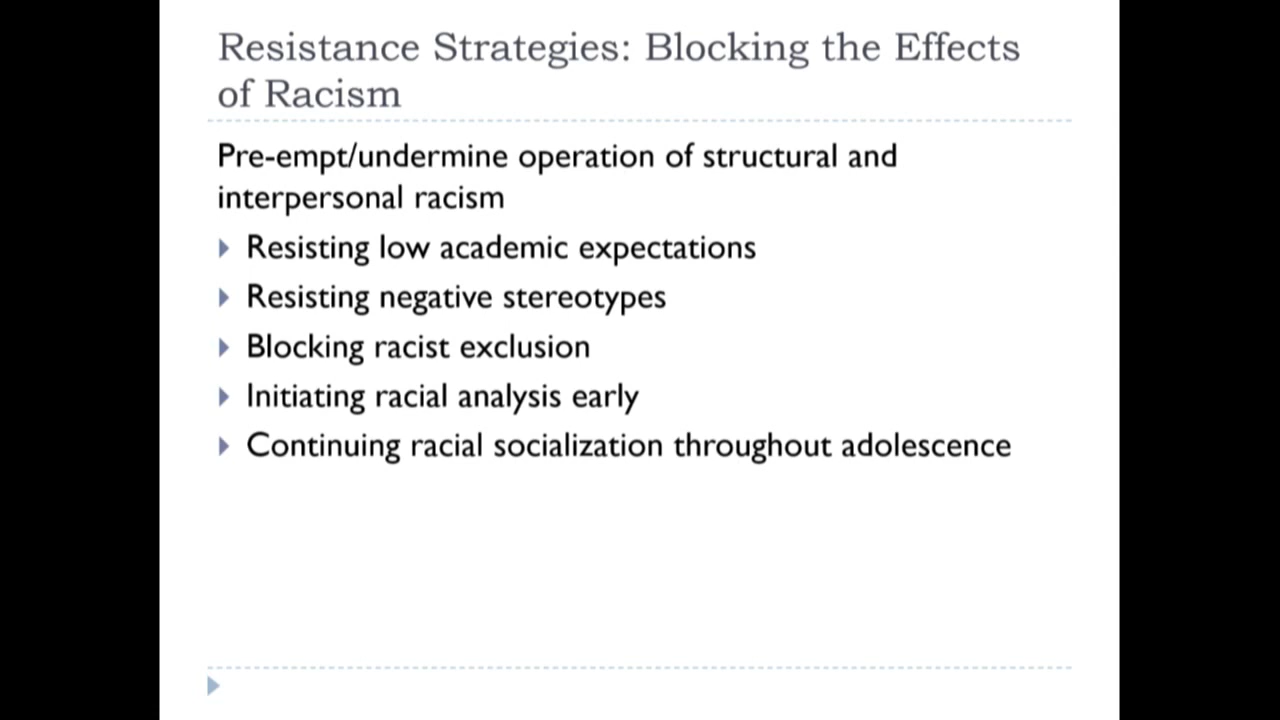 Resistance Strategies: Blocking the Effects
of Racism
Pre-empt/undermine operation of structural and
interpersonal racism
Resisting low academic expectations
Resisting negative stereotypes
Blocking racist exclusion
Initiating racial analysis early
Continuing racial socialization throughout adolescence